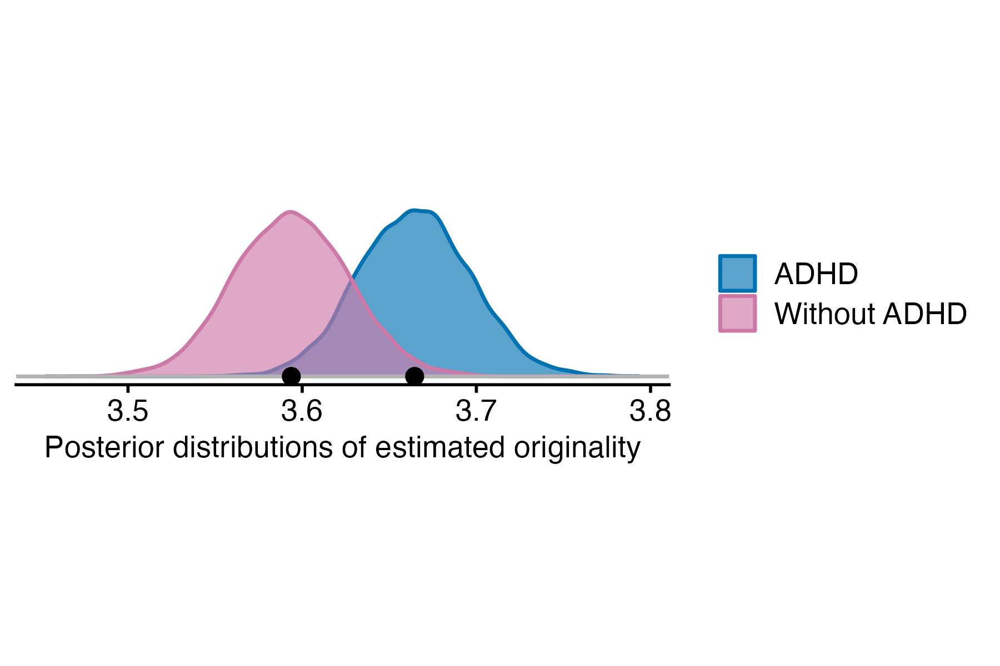 ADHD
Without ADHD
3.5 3.6 3.7 3.8
Posterior distributions of estimated originality